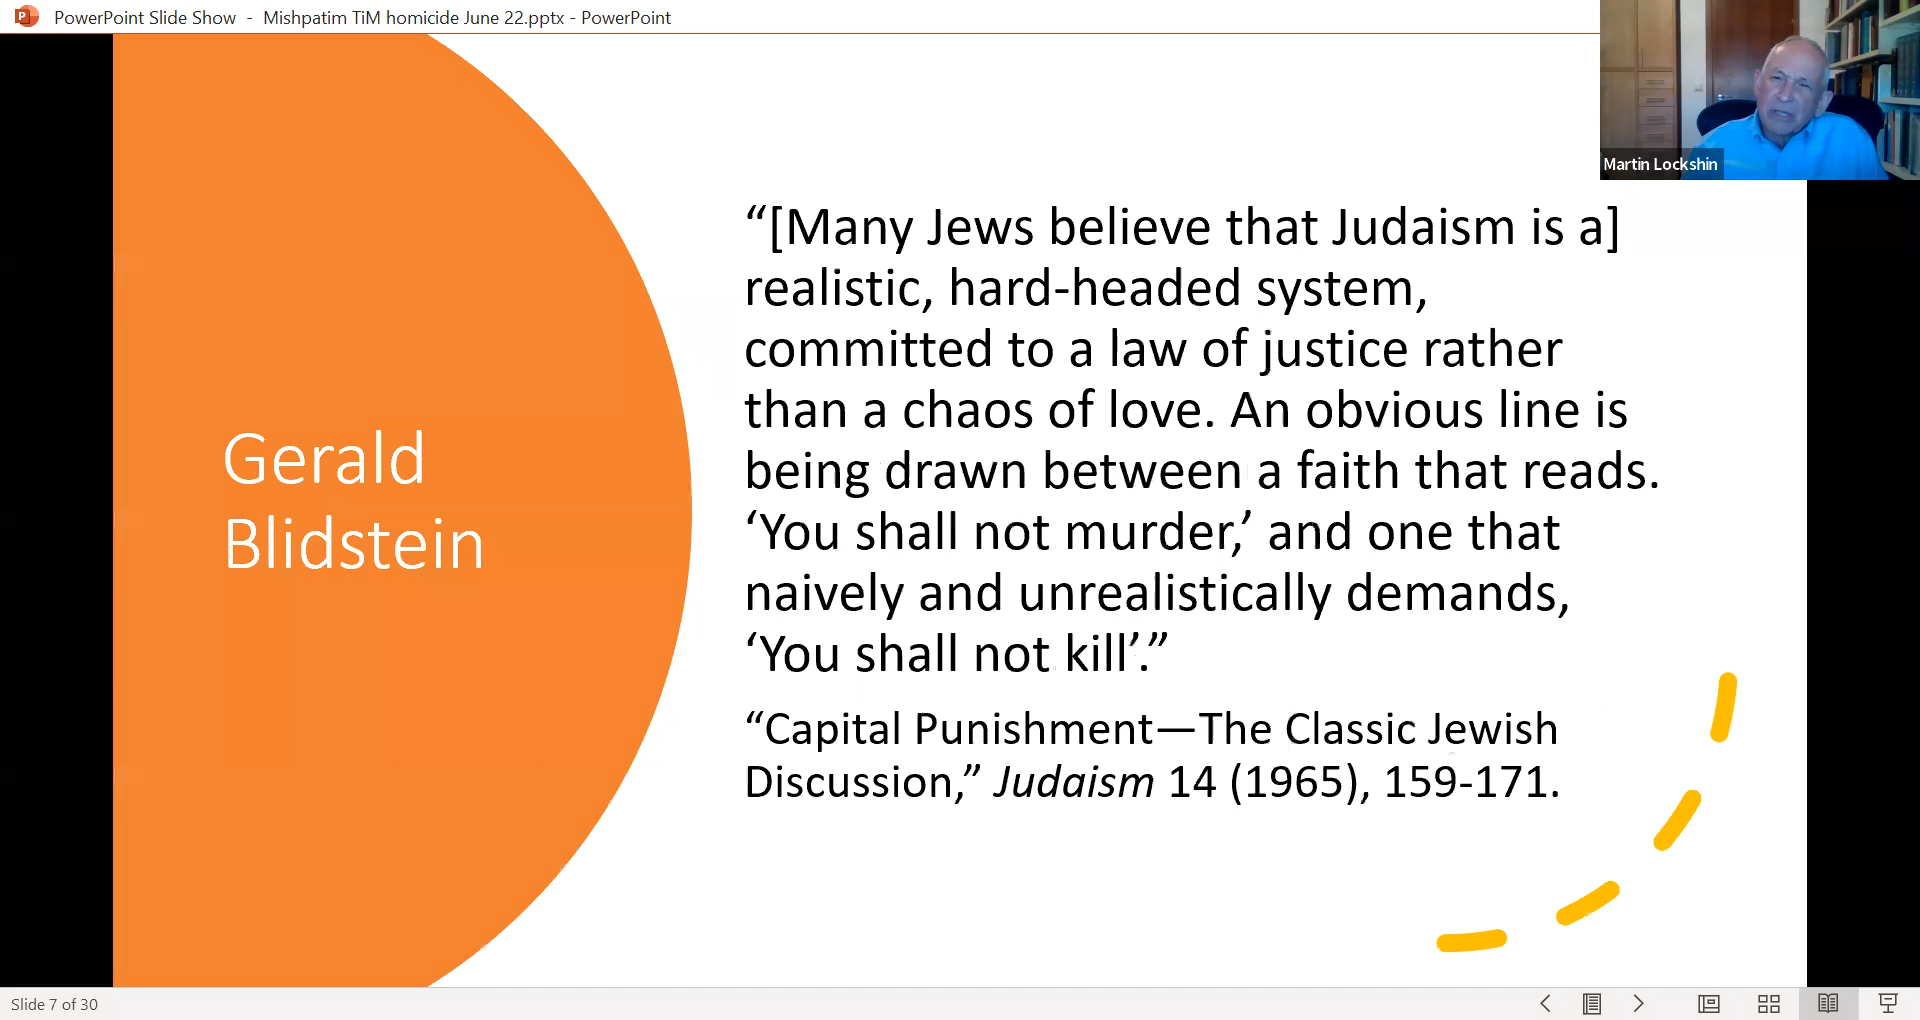 PowerPoint Slide Show - Mishpatim TiM homicide June 22.pptx - PowerPoint
Martin Lockshin
Gerald
Blidstein
“[Many Jews believe that Judaism is a]
realistic, hard-headed system,
committed to a law of justice rather
than a chaos of love. An obvious line is
being drawn between a faith that reads.
‘You shall not murder,’ and one that
naively and unrealistically demands,
‘You shall not kill’.”
“Capital Punishment—The Classic Jewish
Discussion,” Judaism 14 (1965), 159-171.
Slide 7 of 30